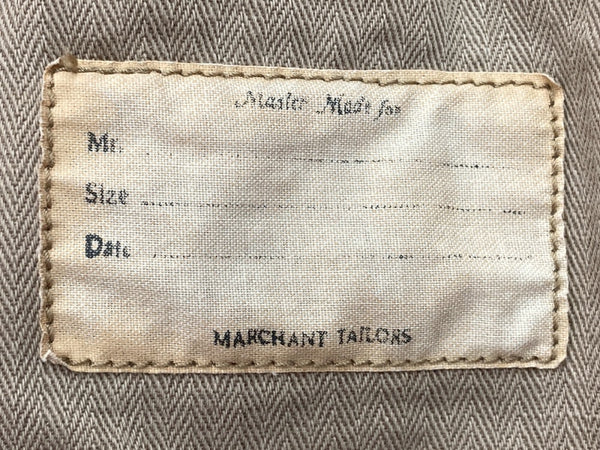 Master Made for
Mr.
Size
Date
MARCHANT TAILORS